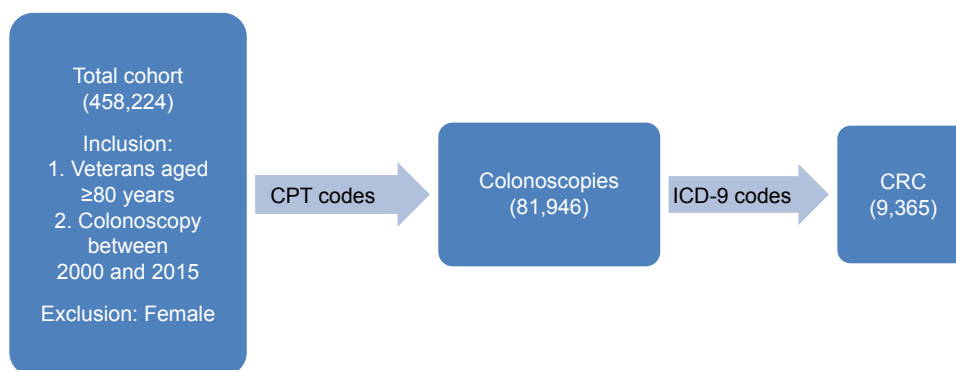 Total cohort
(458,224)
Inclusion:
1. Veterans aged
≥80 years
2. Colonoscopy
between
2000 and 2015
Exclusion: Female
CPT codes
Colonoscopies
(81,946)
ICD-9 codes
CRC
(9,365)